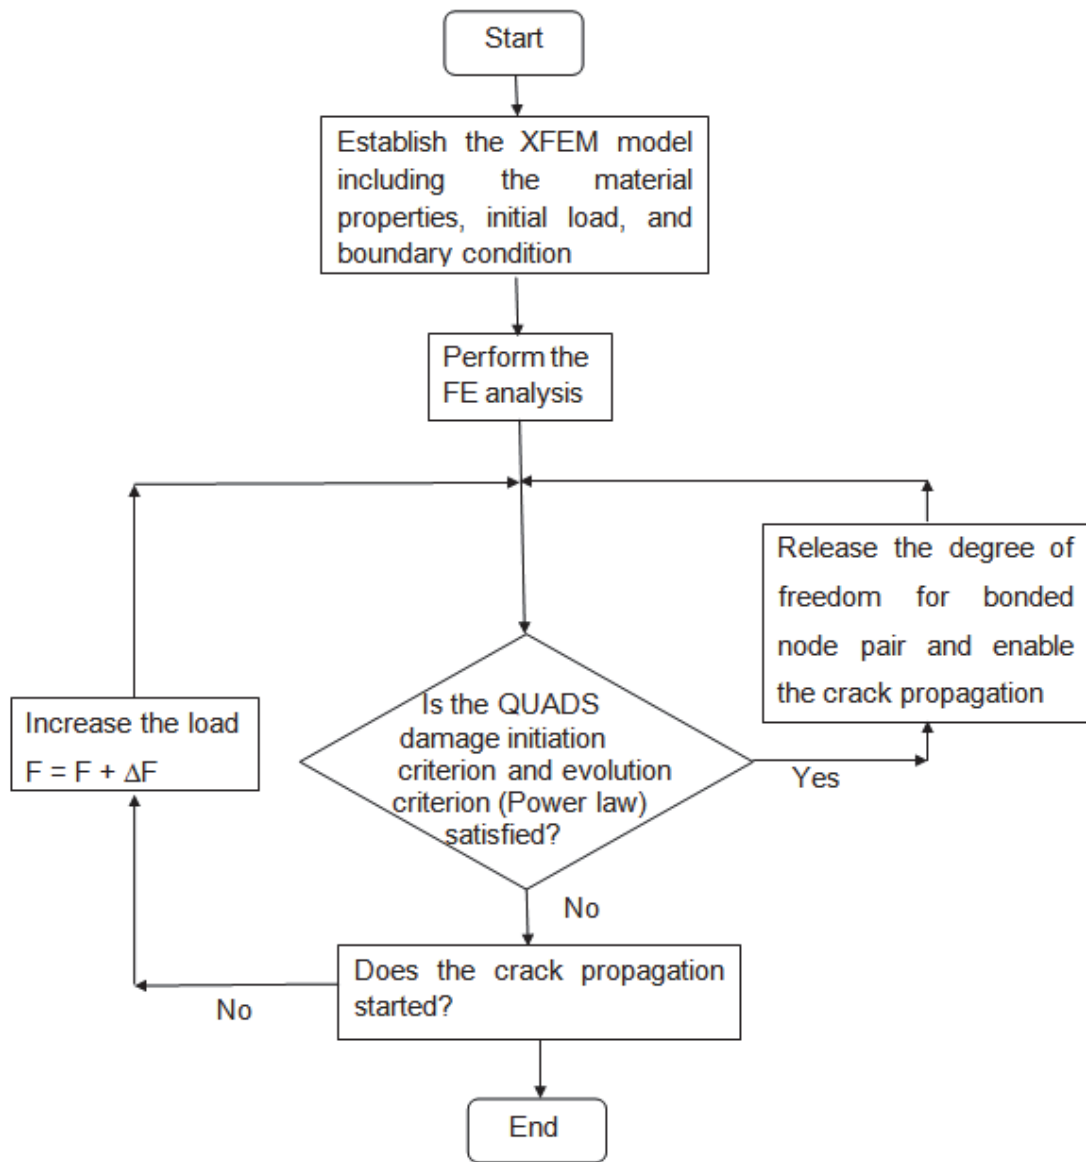 Start
Establish the XFEM model
including the material
properties, initial load, and
boundary condition
Perform the
FE analysis
Release the degree of
freedom for bonded
node pair and enable
the crack propagation
Increase the load
F = F + ΔF
Is the QUADS
damage initiation
criterion and evolution
criterion (Power law)
satisfied?
Yes
No
Does the crack propagation
started?
No
End